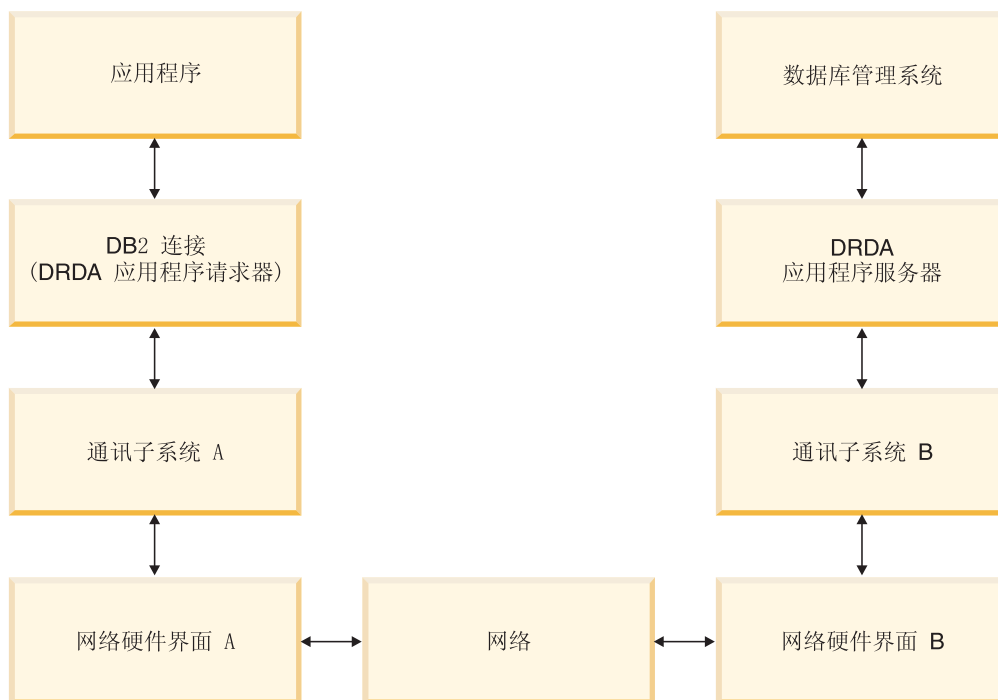 应用程序
数据库管理系统
DB2 连接
(DRDA 应用程序请求器)
DRDA
应用程序服务器
通讯子系统 A
通讯子系统 B
网络硬件界面 A
网络
网络硬件界面 B